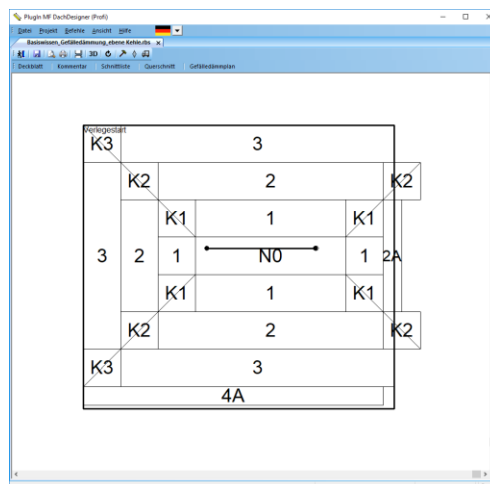 PlugIn MF DachDesigner (Profi)
Datei Projekt Befehle Ansicht Hilfe
Basiswissen_Gefälledämmung_ebene Kehle.rbs x
3D
Deckblatt Kommentar Schnittliste Querschnitt Gefälledämmplan
Verlegestart
K3 3
K2 2 K2
K1 1 K1
3 2 1 N0 1 2A
K1 1 K1
K2 2 K2
K3 3
4A